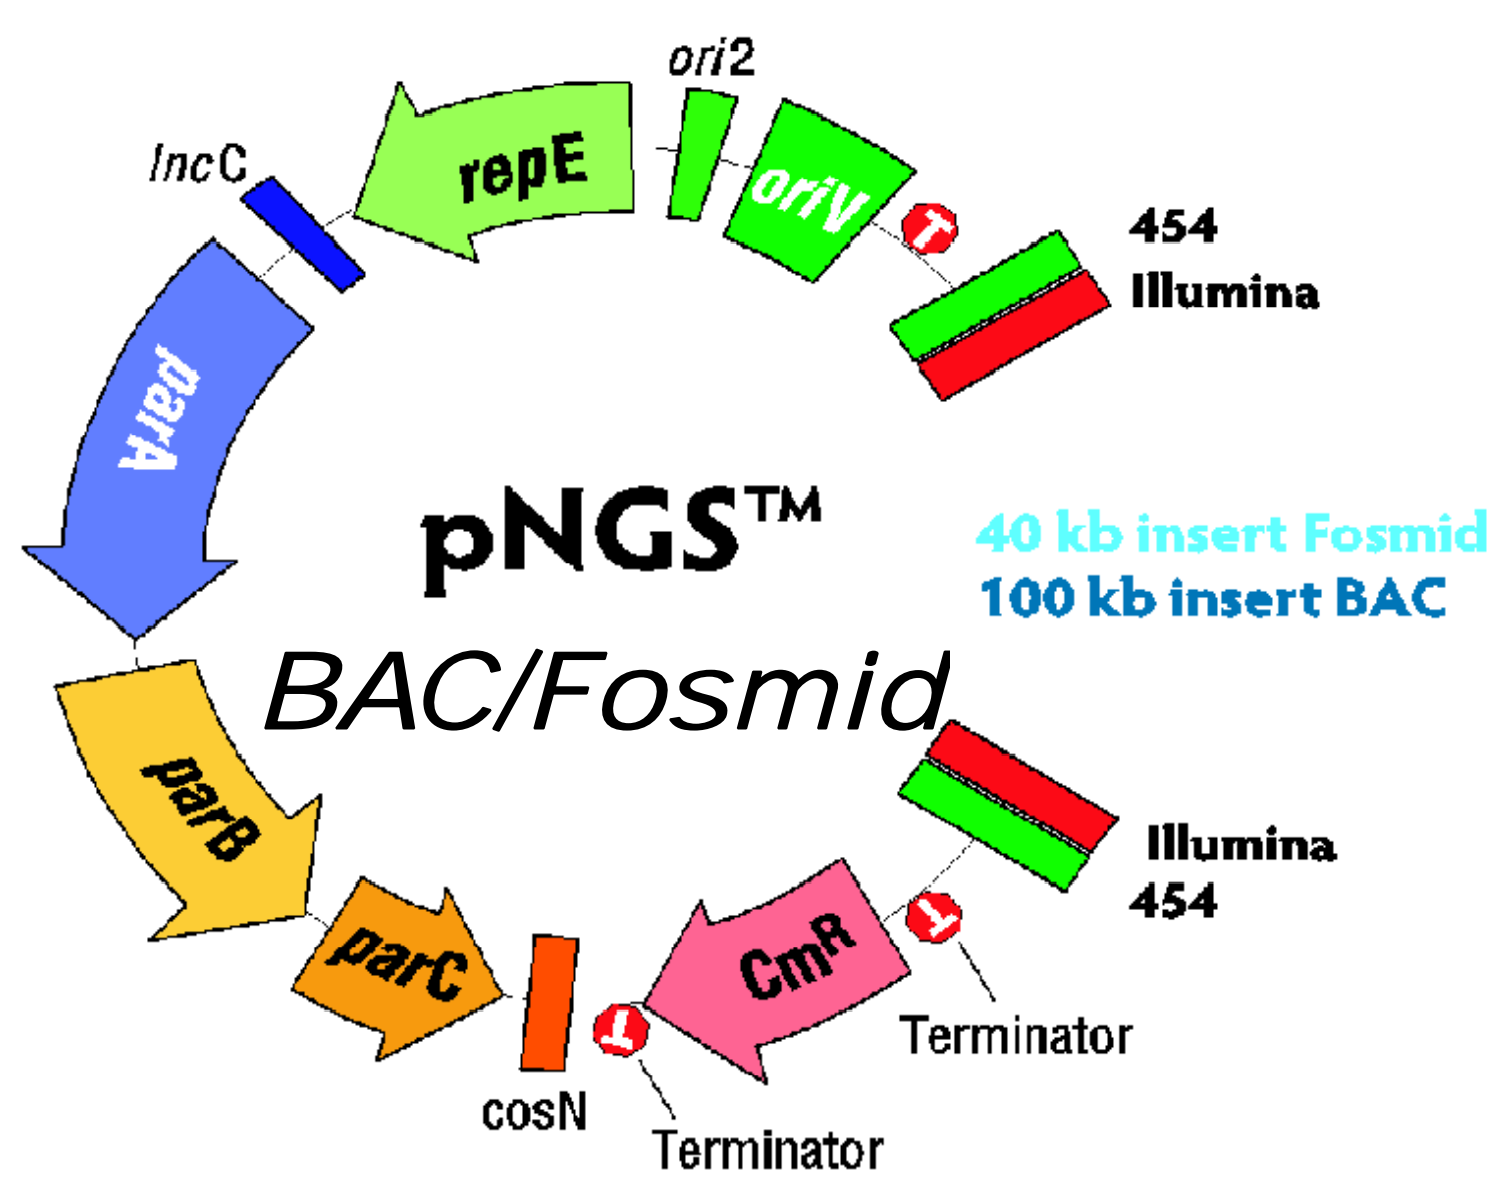 ori2
IncC
repE
oriV
T
454
Illumina
parA
pNGS™
40 kb insert Fosmid
100 kb insert BAC
BAC/Fosmid
parB
Illumina
454
parC
CmR
T
T
Terminator
cosN
Terminator